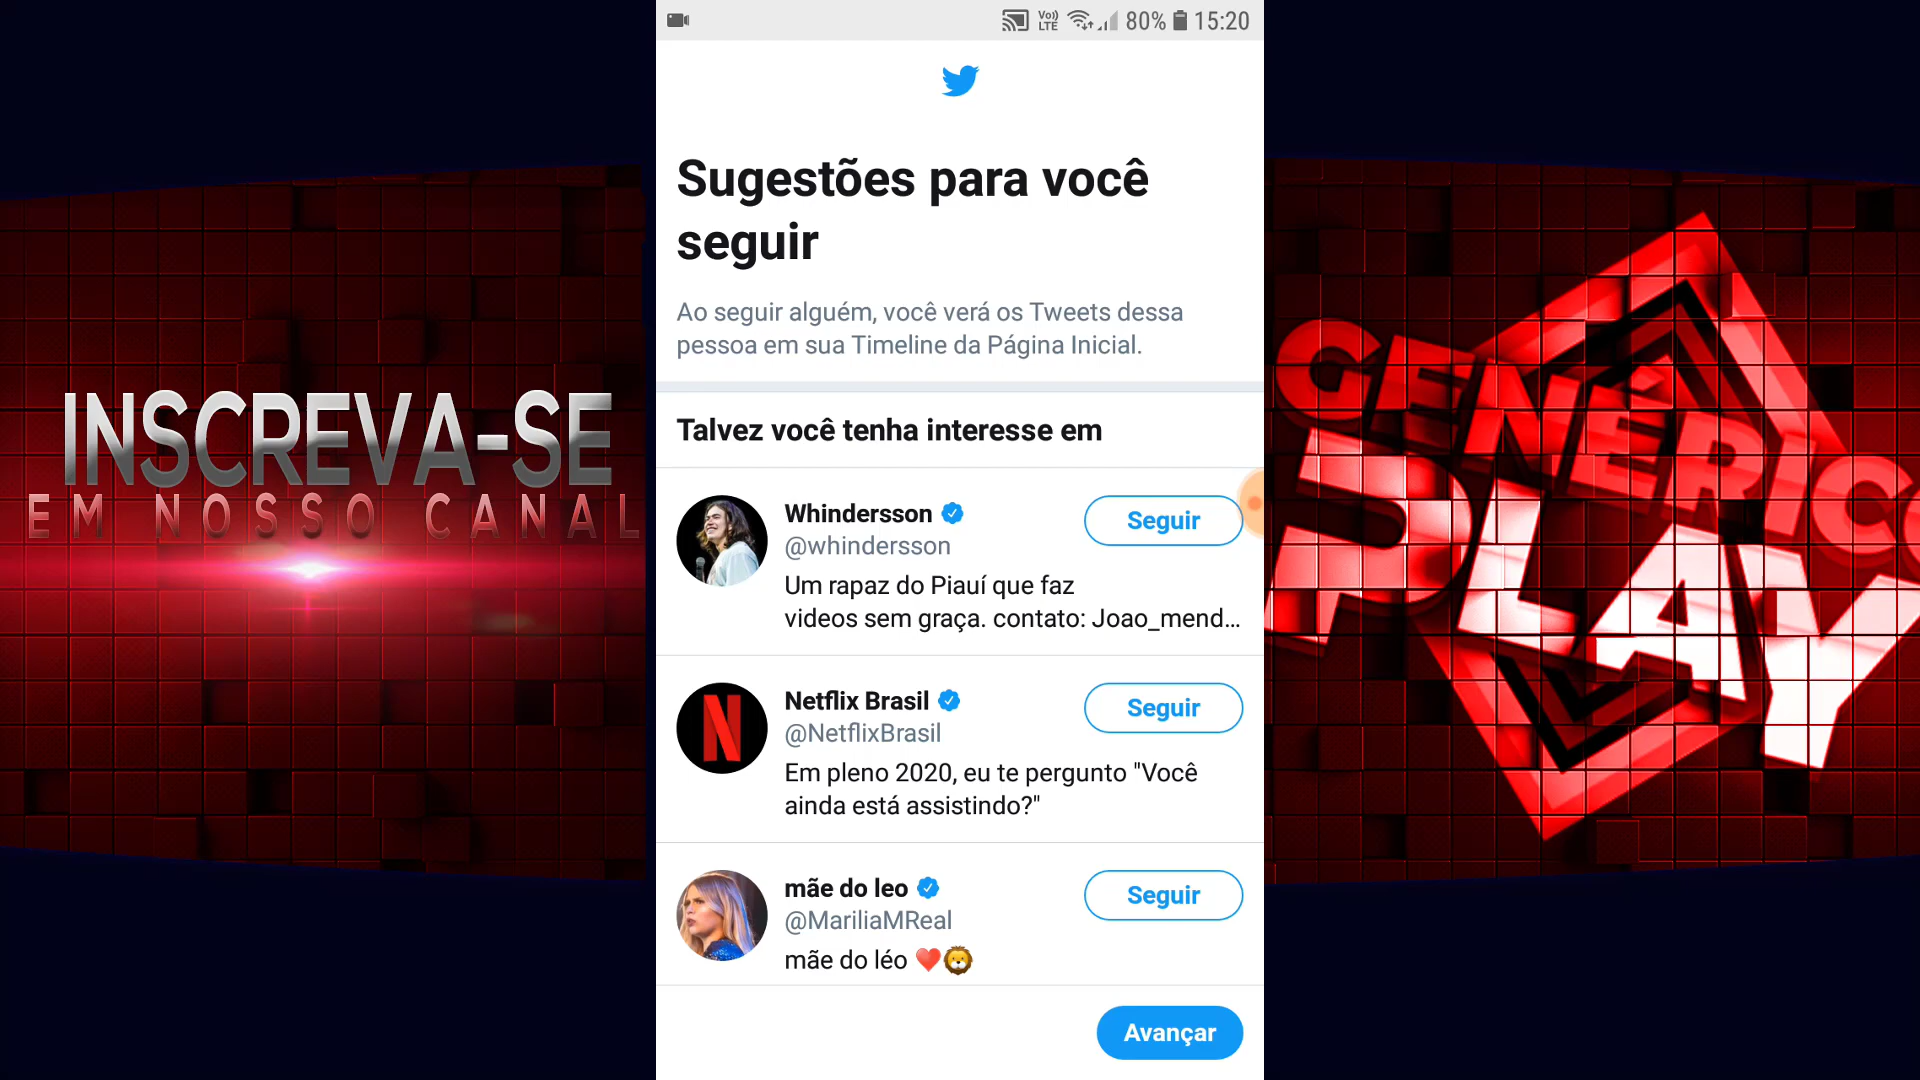 Vo))
LTE
80%
15:20
Sugestões para você
seguir
Ao seguir alguém, você verá os Tweets dessa
pessoa em sua Timeline da Página Inicial.
Talvez você tenha interesse em
Whindersson
@whindersson
Seguir
Um rapaz do Piauí que faz
videos sem graça. contato: Joao_mend...
Netflix Brasil
@NetflixBrasil
Seguir
Em pleno 2020, eu te pergunto "Você
ainda está assistindo?"
mãe do leo
@MariliaMReal
Seguir
mãe do léo ❤️🦁
Avançar
INSCREVA-SE
EM NOSSO CANAL
GENÉRICO
PLAY
N